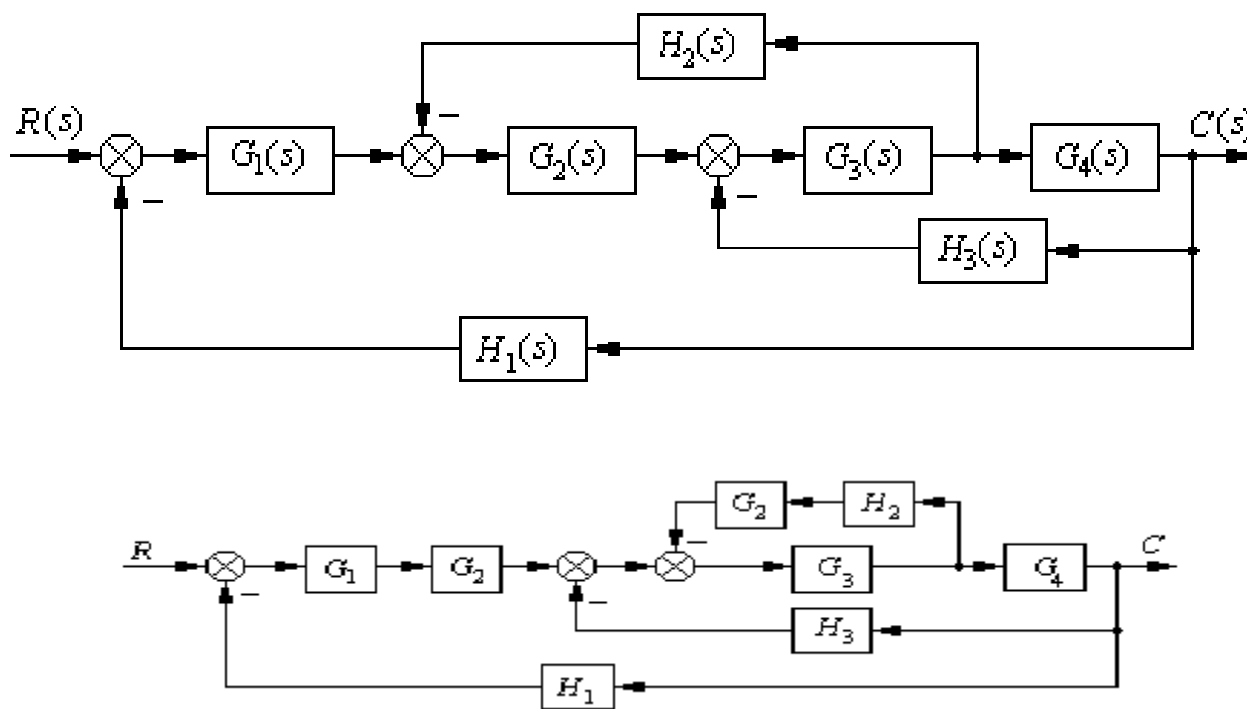 H₂(s)
R(s)
C(s)
G₁(s)
G₂(s)
G₃(s)
G₄(s)
−
−
−
H₃(s)
H₁(s)
G₂
H₂
R
−
C
G₁
G₂
G₃
G₄
−
−
H₃
H₁